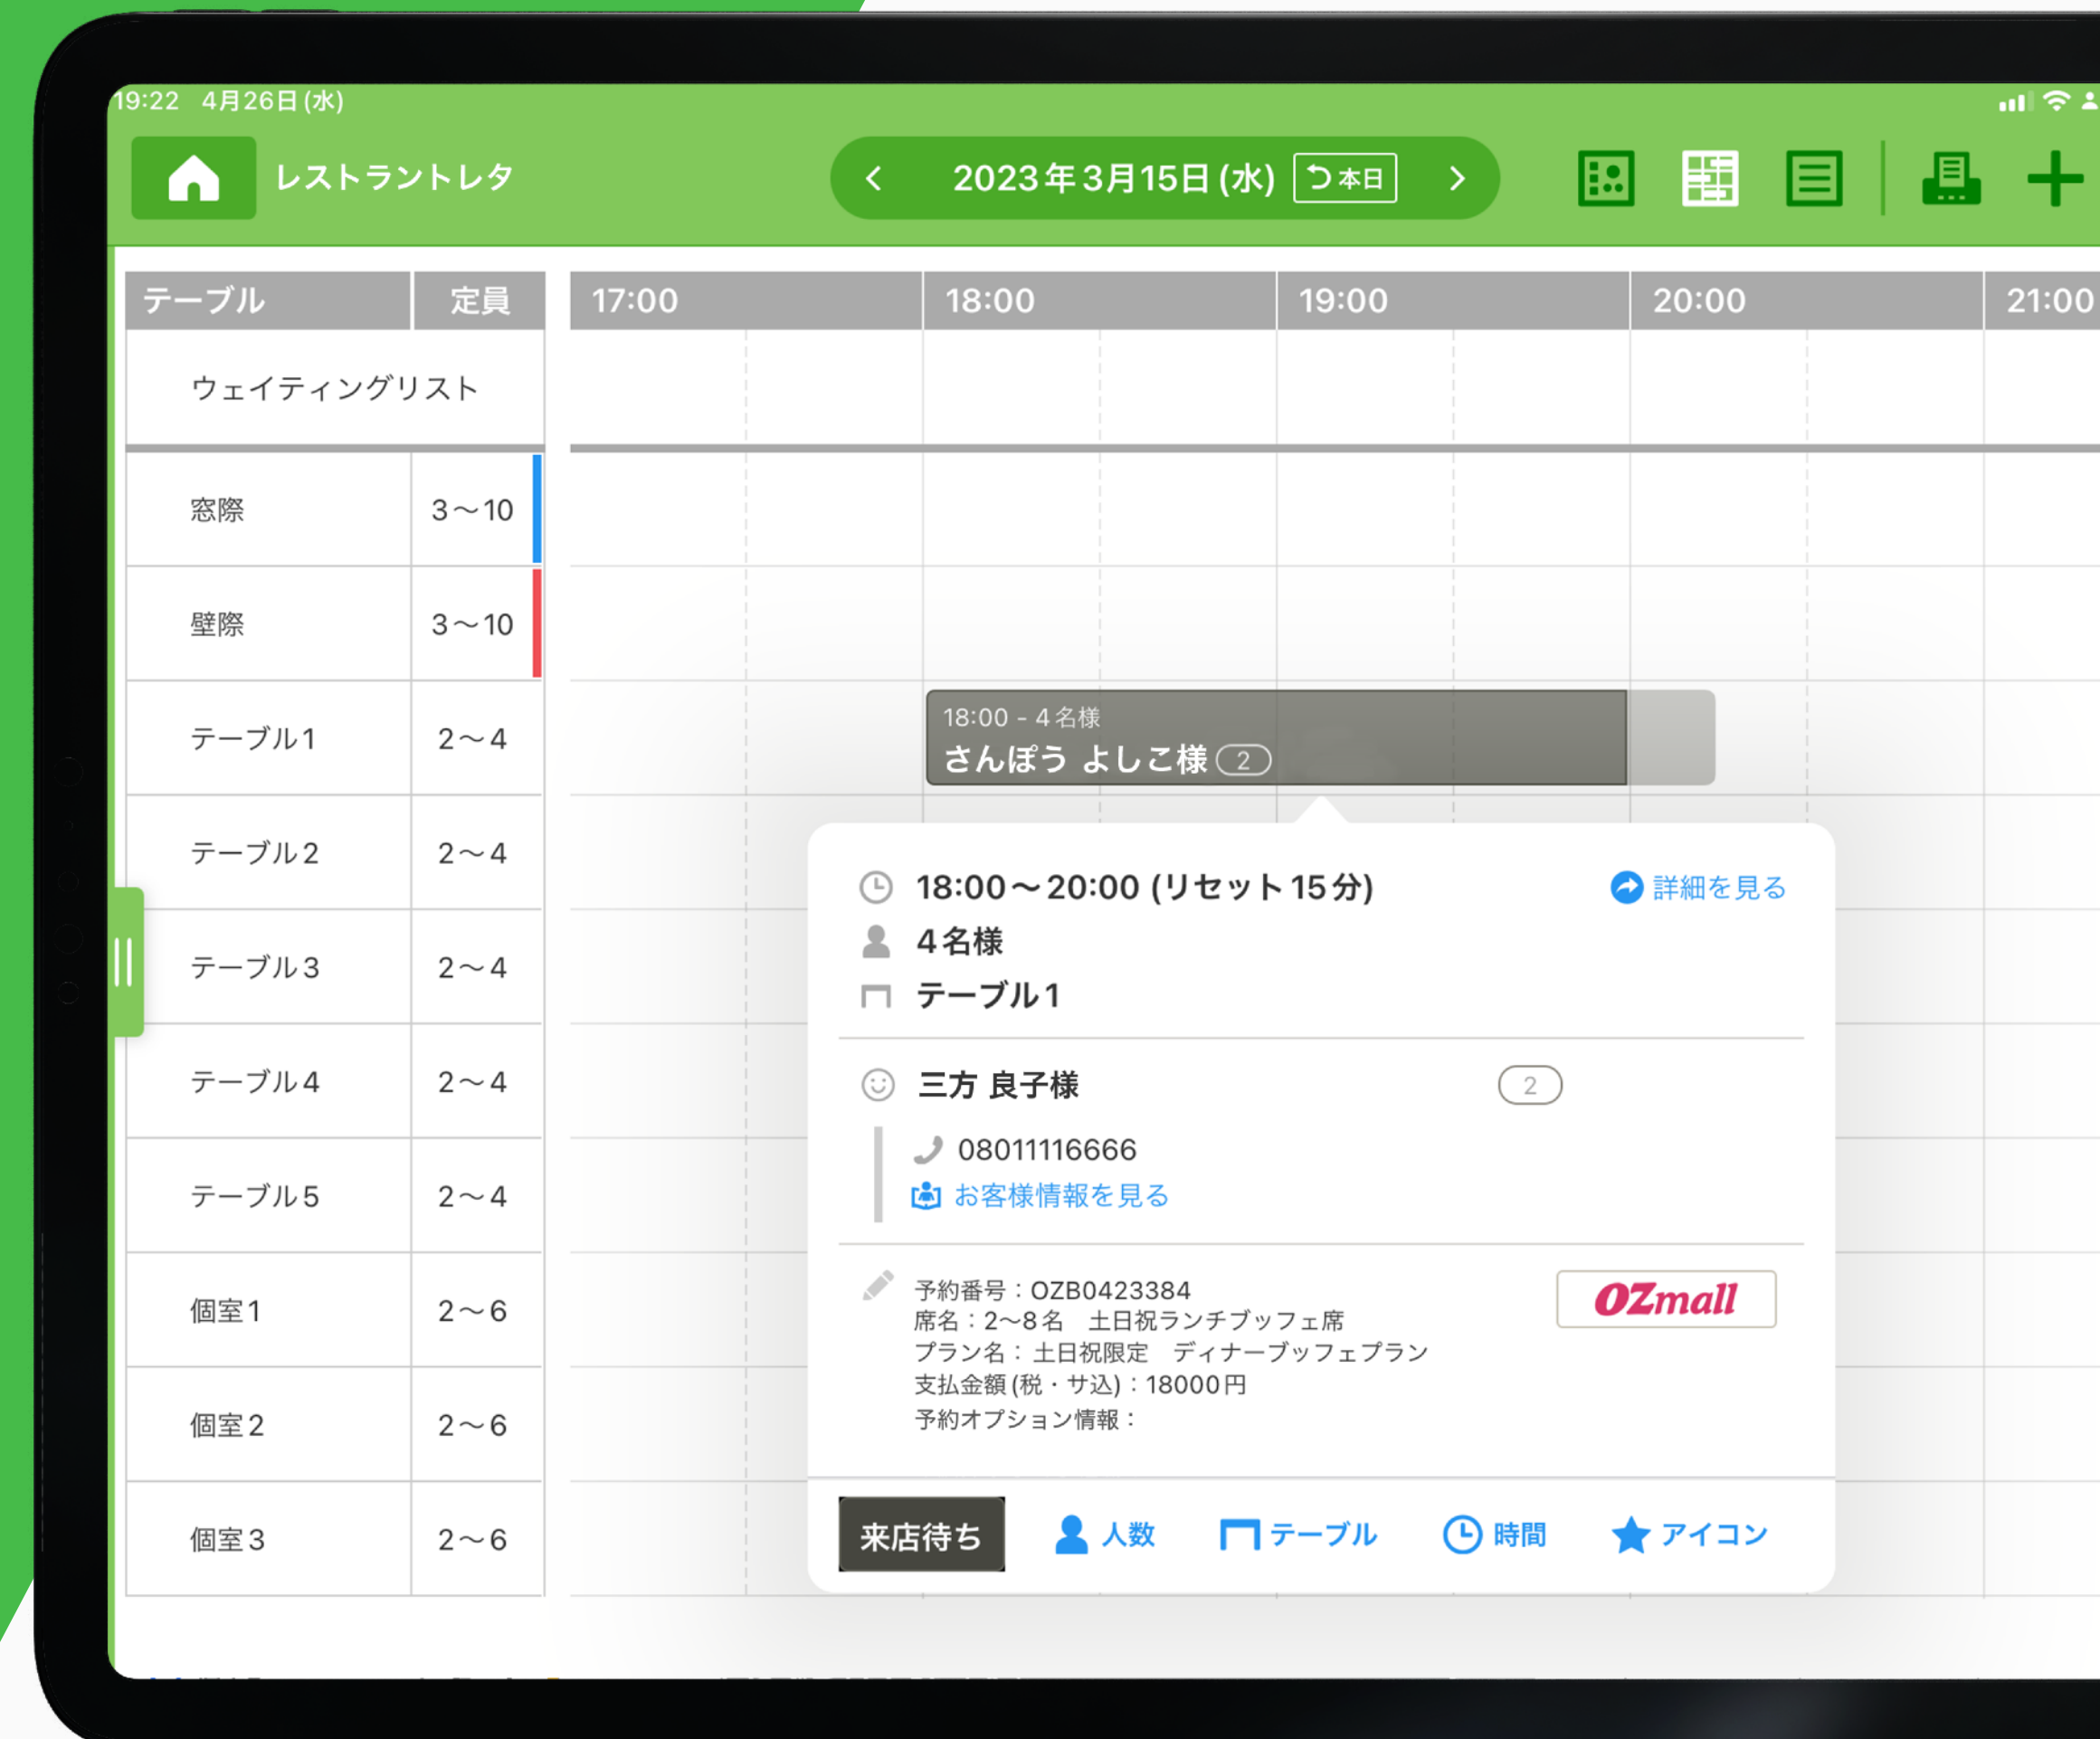 19:22 4月26日(水)
レストラントレタ
2023年3月15日(水) 本日
テーブル 定員 17:00 18:00 19:00 20:00 21:00
ウェイティングリスト
窓際 3〜10
壁際 3〜10
テーブル1 2〜4
18:00 - 4名様
さんぽう よしこ様 2
テーブル2 2〜4
テーブル3 2〜4
テーブル4 2〜4
テーブル5 2〜4
個室1 2〜6
個室2 2〜6
個室3 2〜6
18:00〜20:00 (リセット15分) 詳細を見る
4名様
テーブル1
三方 良子様 2
08011116666
お客様情報を見る
予約番号：OZB0423384
OZmall
席名：2〜8名　土日祝ランチブッフェ席
プラン名：土日祝限定　ディナーブッフェプラン
支払金額(税・サ込)：18000円
予約オプション情報：
来店待ち 人数 テーブル 時間 アイコン